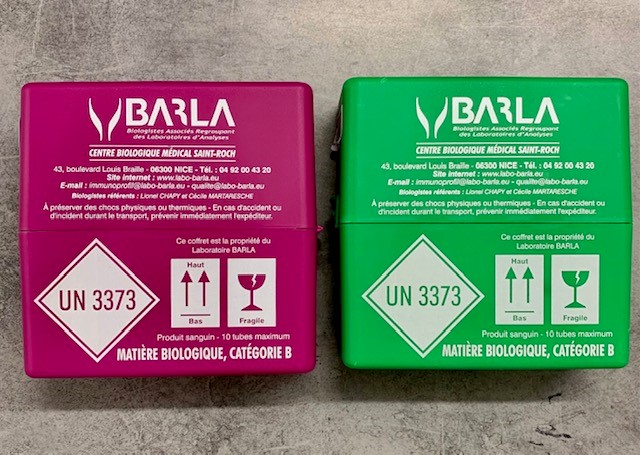 BARLA
Biologistes Associés Regroupant
des Laboratoires d'Analyses
CENTRE BIOLOGIQUE MÉDICAL SAINT-ROCH
43, boulevard Louis Braille - 06300 NICE - Tél. : 04 92 00 43 20
Site internet : www.labo-barla.eu
E-mail : immunoprofil@labo-barla.eu - qualite@labo-barla.eu
Biologistes référents : Lionel CHAPY et Cécile MARTARESCHE
À préserver des chocs physiques ou thermiques - En cas d'accident ou
d'incident durant le transport, prévenir immédiatement l'expéditeur.
Ce coffret est la propriété du
Laboratoire BARLA
UN 3373
Haut
Bas
Fragile
Produit sanguin - 10 tubes maximum
MATIÈRE BIOLOGIQUE, CATÉGORIE B
BARLA
Biologistes Associés Regroupant
des Laboratoires d'Analyses
CENTRE BIOLOGIQUE MÉDICAL SAINT-ROCH
43, boulevard Louis Braille - 06300 NICE - Tél. : 04 92 00 43 20
Site internet : www.labo-barla.eu
E-mail : immunoprofil@labo-barla.eu - qualite@labo-barla.eu
Biologistes référents : Lionel CHAPY et Cécile MARTARESCHE
À préserver des chocs physiques ou thermiques - En cas d'accident ou
d'incident durant le transport, prévenir immédiatement l'expéditeur.
Ce coffret est la propriété du
Laboratoire BARLA
UN 3373
Haut
Bas
Fragile
Produit sanguin - 10 tubes maximum
MATIÈRE BIOLOGIQUE, CATÉGORIE B